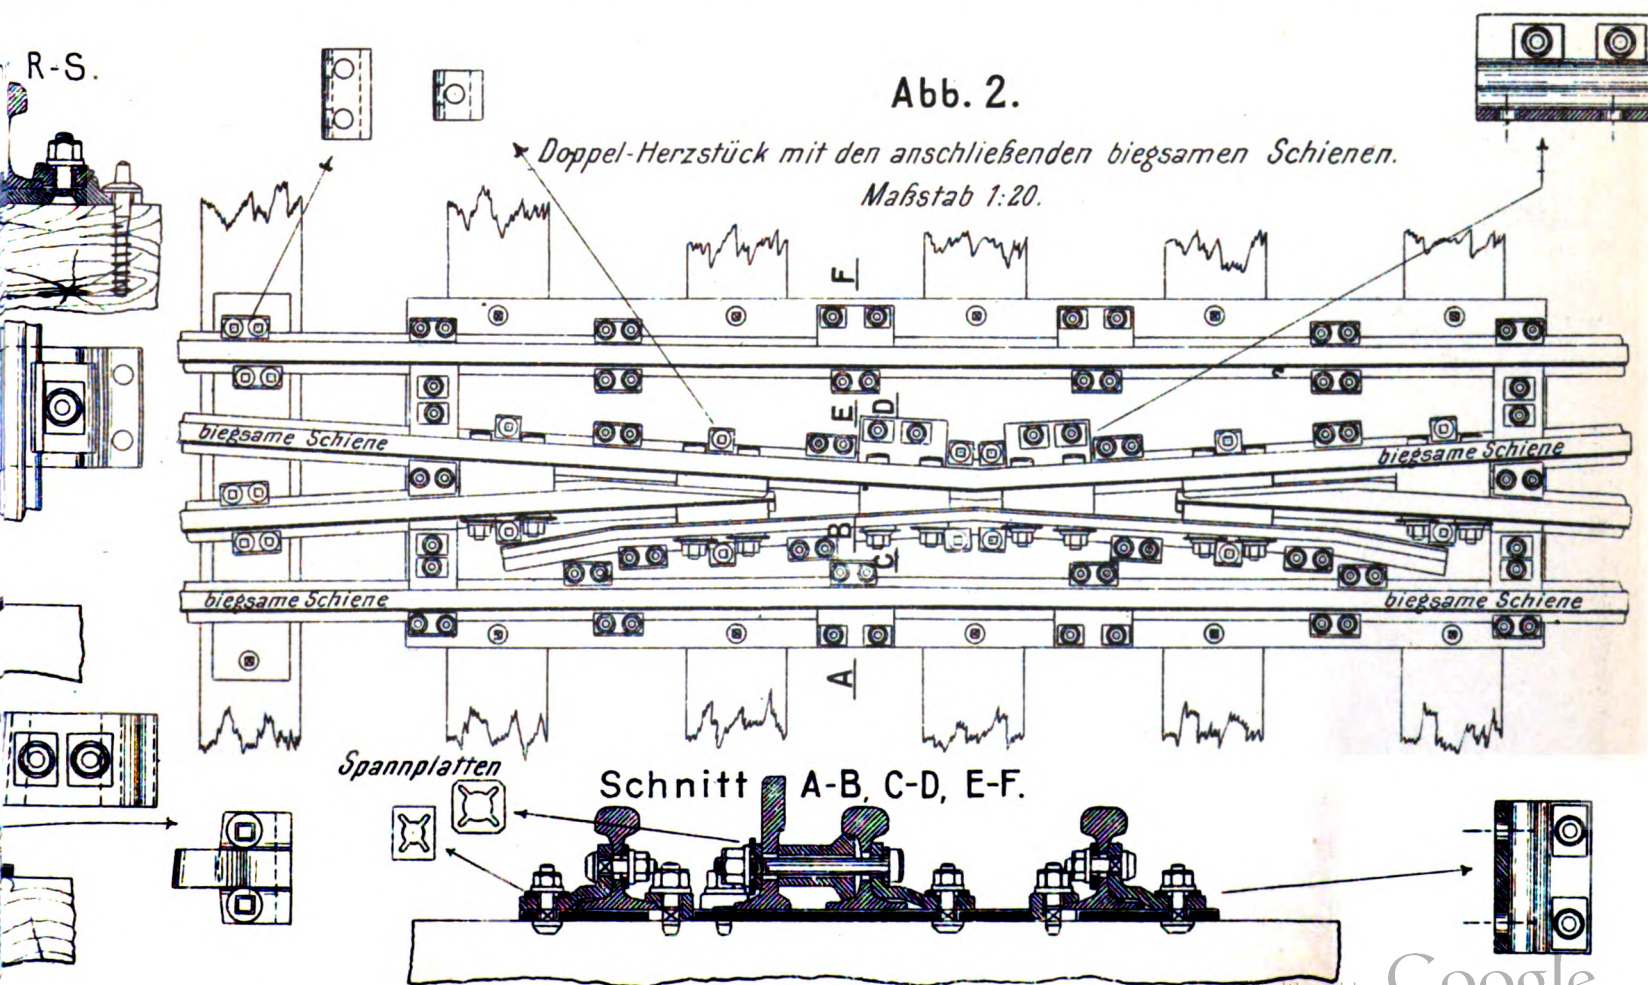 R-S.
Abb. 2.
Doppel-Herzstück mit den anschließenden biegsamen Schienen.
Maßstab 1:20.
F
E
D
biegsame Schiene
biegsame Schiene
B
C
biegsame Schiene
biegsame Schiene
A
Spannplatten
Schnitt A-B, C-D, E-F.
Google